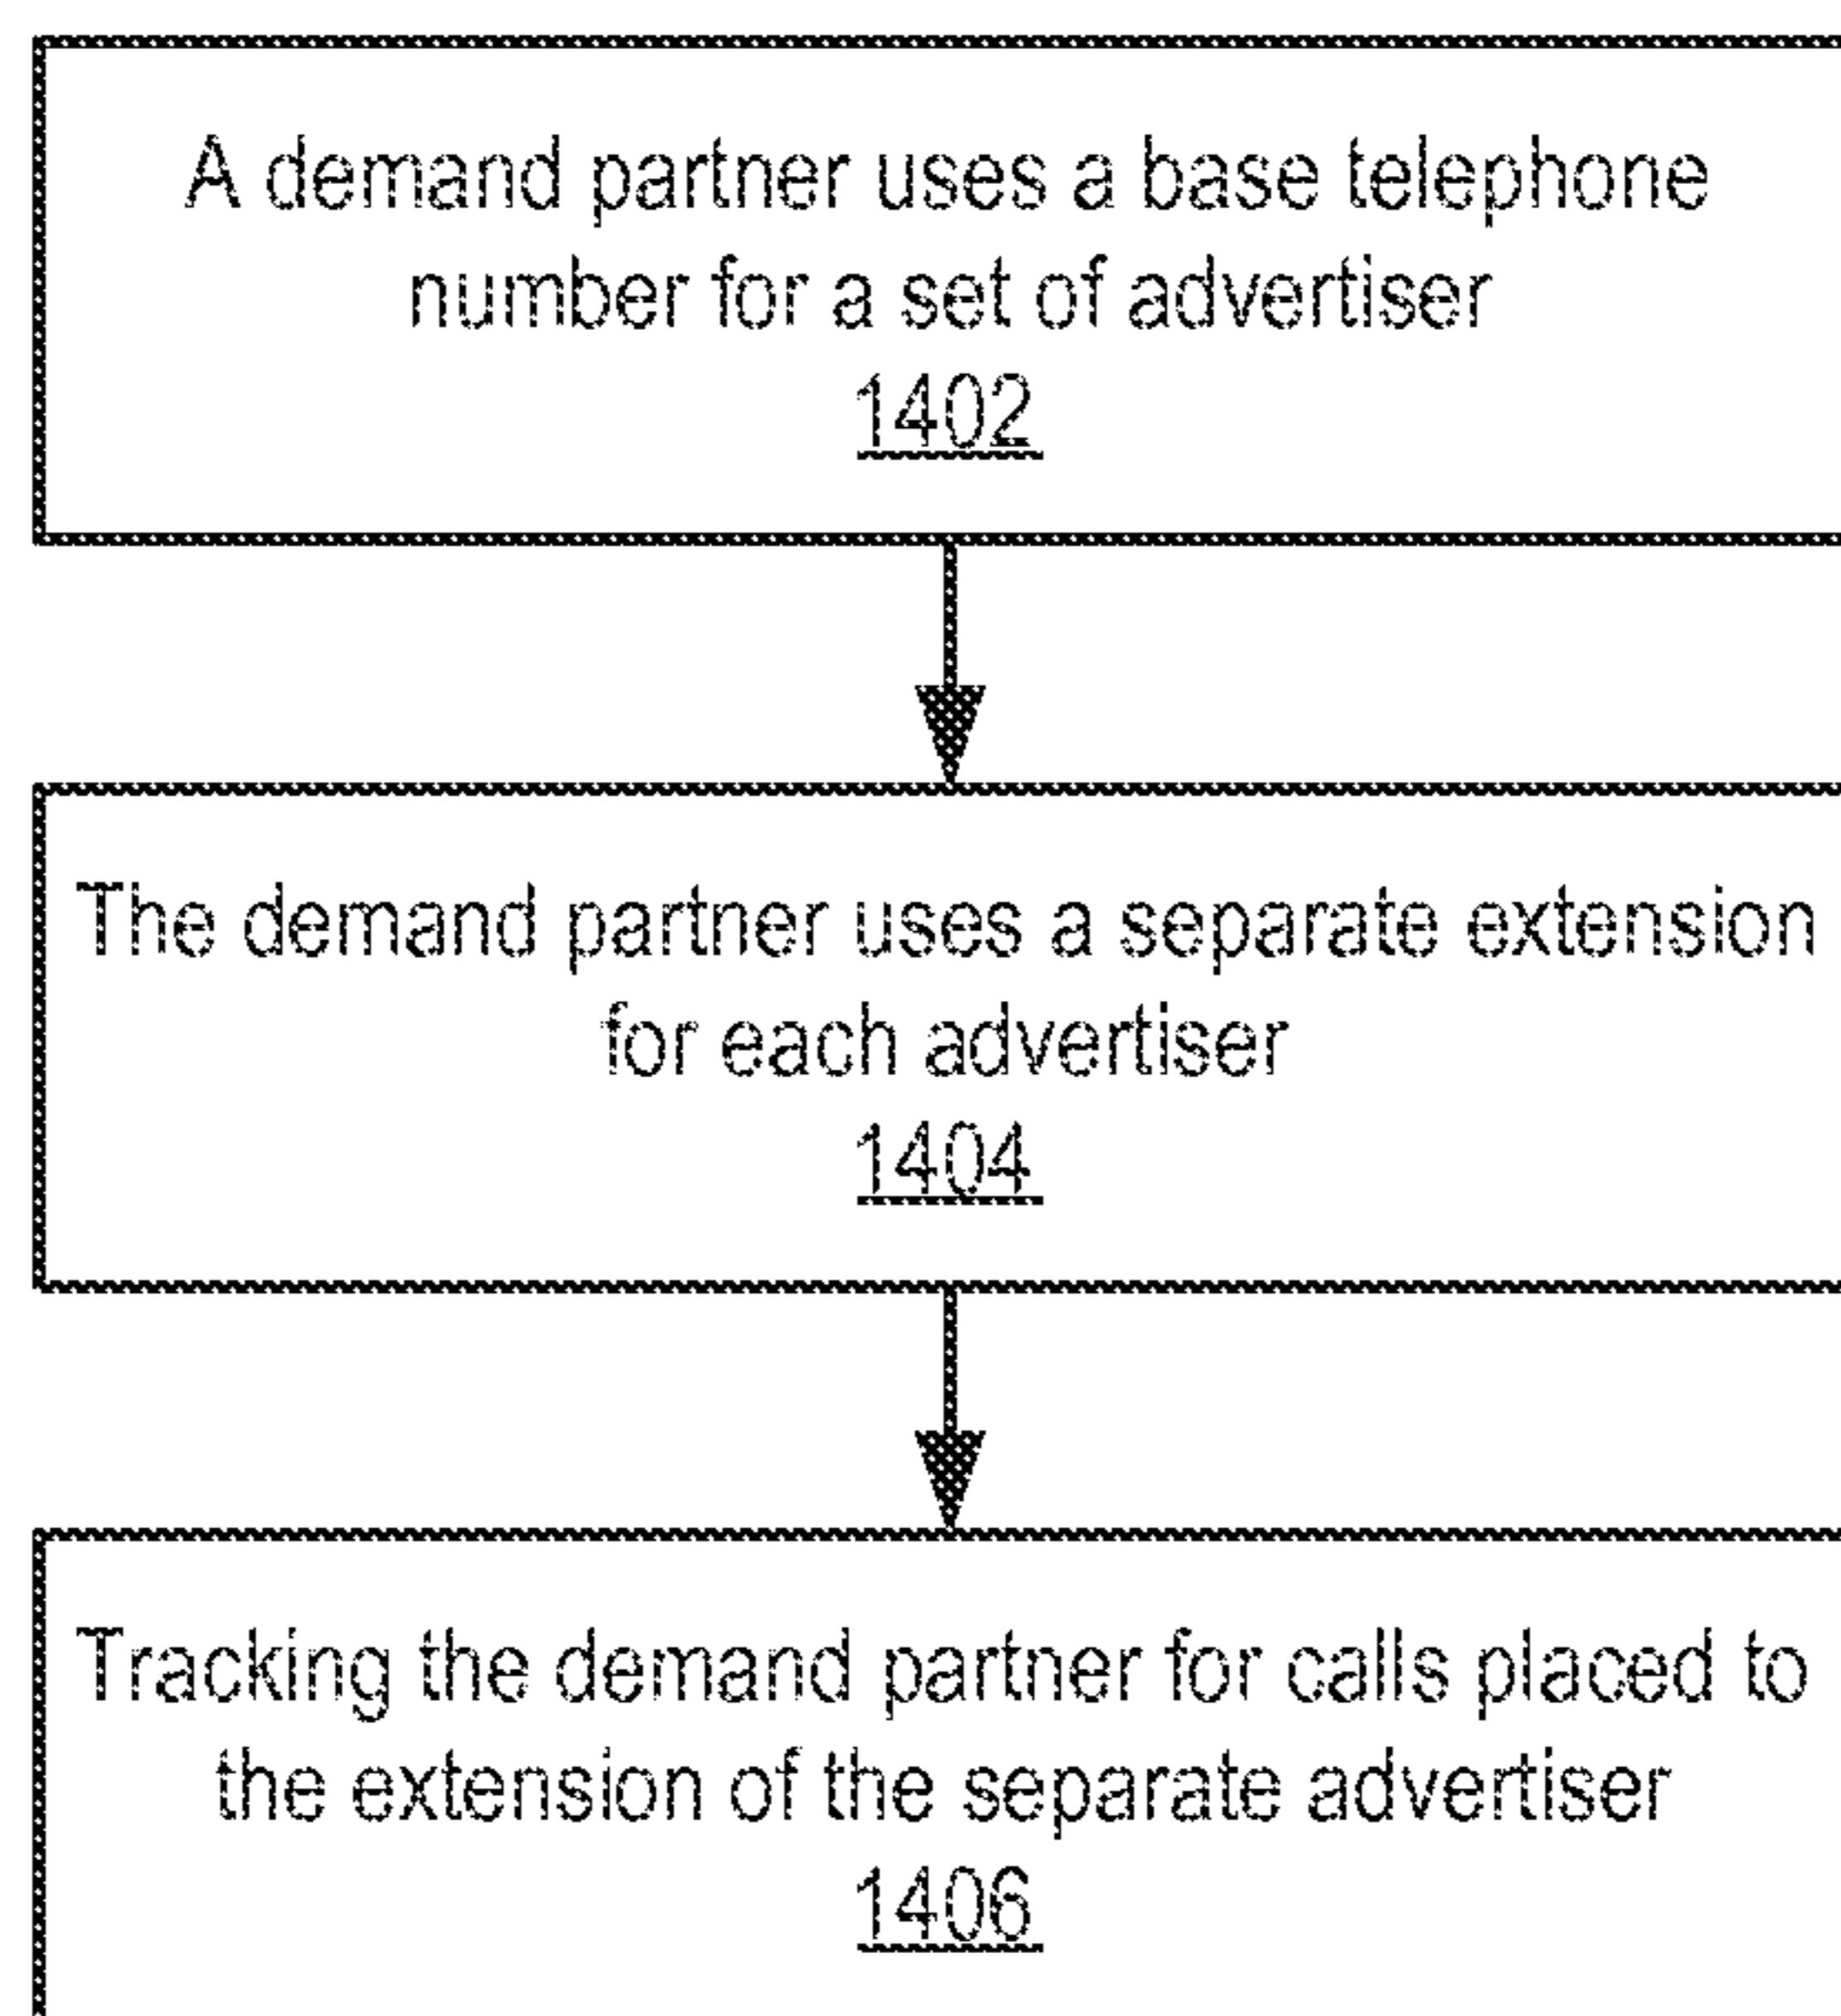 A demand partner uses a base telephone
number for a set of advertiser
1402
The demand partner uses a separate extension
for each advertiser
1404
Tracking the demand partner for calls placed to
the extension of the separate advertiser
1406